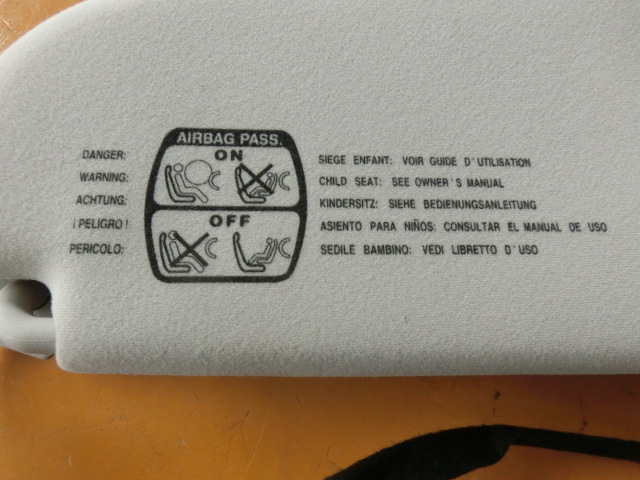 AIRBAG PASS.
ON
OFF
DANGER: SIEGE ENFANT: VOIR GUIDE D'UTILISATION
WARNING: CHILD SEAT: SEE OWNER'S MANUAL
ACHTUNG: KINDERSITZ: SIEHE BEDIENUNGSANLEITUNG
¡PELIGRO! ASIENTO PARA NIÑOS: CONSULTAR EL MANUAL DE USO
PERICOLO: SEDILE BAMBINO: VEDI LIBRETTO D'USO